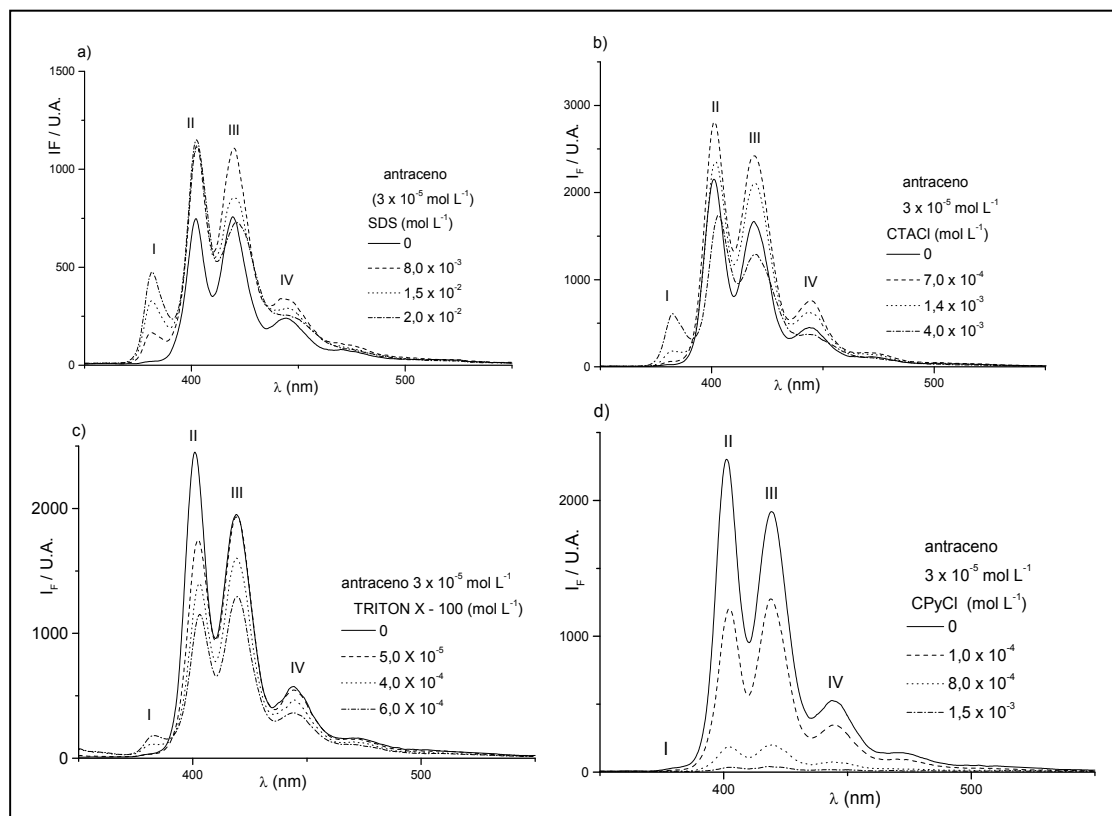 a)
1500
1000
500
0
IF / U.A.
I
II
III
IV
antraceno
(3 x 10⁻⁵ mol L⁻¹)
SDS (mol L⁻¹)
0
8,0 x 10⁻³
1,5 x 10⁻²
2,0 x 10⁻²
400
500
λ (nm)
b)
3000
2000
1000
0
I_F / U.A.
I
II
III
IV
antraceno
3 x 10⁻⁵ mol L⁻¹
CTACl (mol L⁻¹)
0
7,0 x 10⁻⁴
1,4 x 10⁻³
4,0 x 10⁻³
400
500
λ (nm)
c)
2000
1000
0
I_F / U.A.
I
II
III
IV
antraceno 3 x 10⁻⁵ mol L⁻¹
TRITON X - 100 (mol L⁻¹)
0
5,0 X 10⁻⁵
4,0 X 10⁻⁴
6,0 X 10⁻⁴
400
500
λ (nm)
d)
2000
1000
0
I_F / U.A.
I
II
III
IV
antraceno
3 x 10⁻⁵ mol L⁻¹
CPyCl (mol L⁻¹)
0
1,0 x 10⁻⁴
8,0 x 10⁻⁴
1,5 x 10⁻³
400
500
λ (nm)